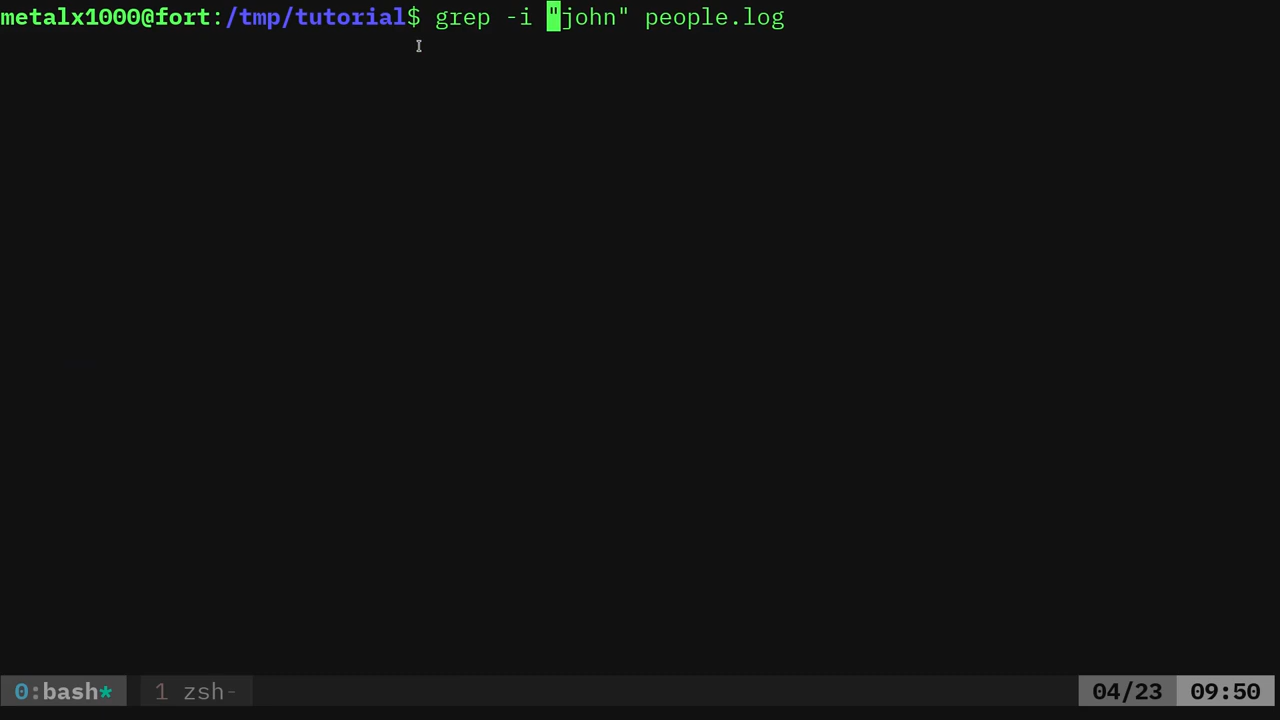 metalx1000@fort:/tmp/tutorial$ grep -i "john" people.log
0:bash* 1 zsh- 04/23 09:50